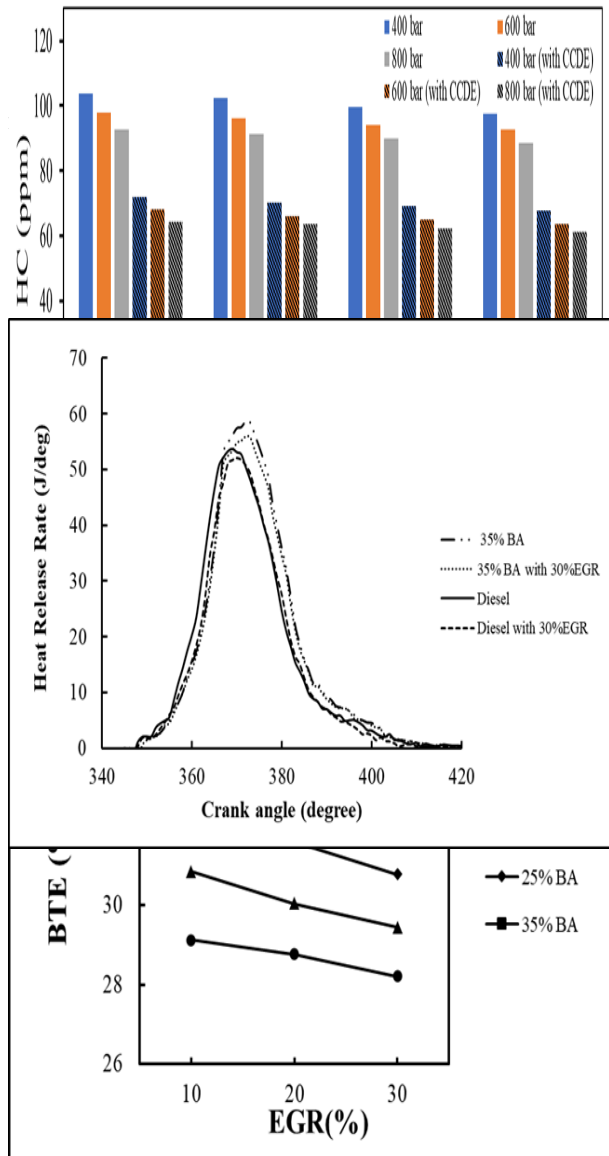 120
100
80
60
40
HC (ppm)
400 bar
600 bar
800 bar
400 bar (with CCDE)
600 bar (with CCDE)
800 bar (with CCDE)
70
60
50
40
30
20
10
0
Heat Release Rate (J/deg)
35% BA
35% BA with 30%EGR
Diesel
Diesel with 30%EGR
340
360
380
400
420
Crank angle (degree)
BTE (
30
28
26
25% BA
35% BA
10
20
30
EGR(%)